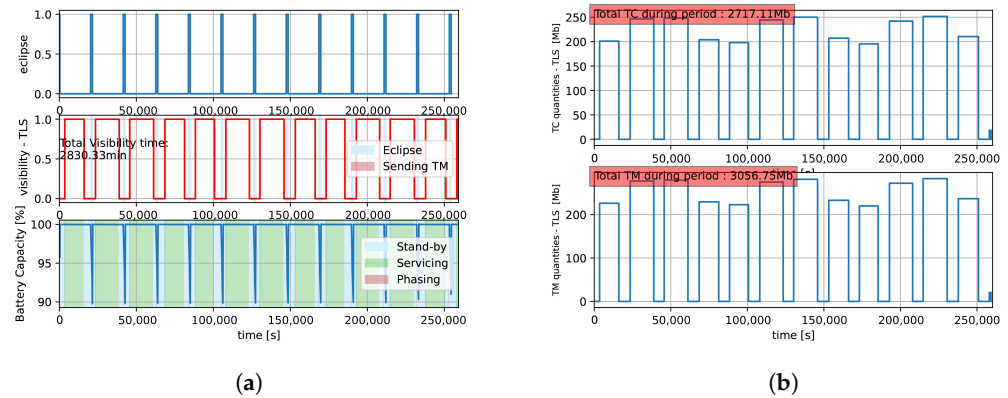 1.0
0.5
0.0
eclipse
0 50,000 100,000 150,000 200,000 250,000
1.0
0.5
0.0
visibility - TLS
Total Visibility time:
2830.33min
Eclipse
Sending TM
0 50,000 100,000 150,000 200,000 250,000
100
95
90
Battery Capacity [%]
Stand-by
Servicing
Phasing
0 50,000 100,000 150,000 200,000 250,000
time [s]
(a)
Total TC during period : 2717.11Mb
250
200
150
100
50
0
TC quantities - TLS [Mb]
0 50,000 100,000 150,000 200,000 250,000
Total TM during period : 3056.75Mb
200
100
0
TM quantities - TLS [Mb]
0 50,000 100,000 150,000 200,000 250,000
time [s]
(b)